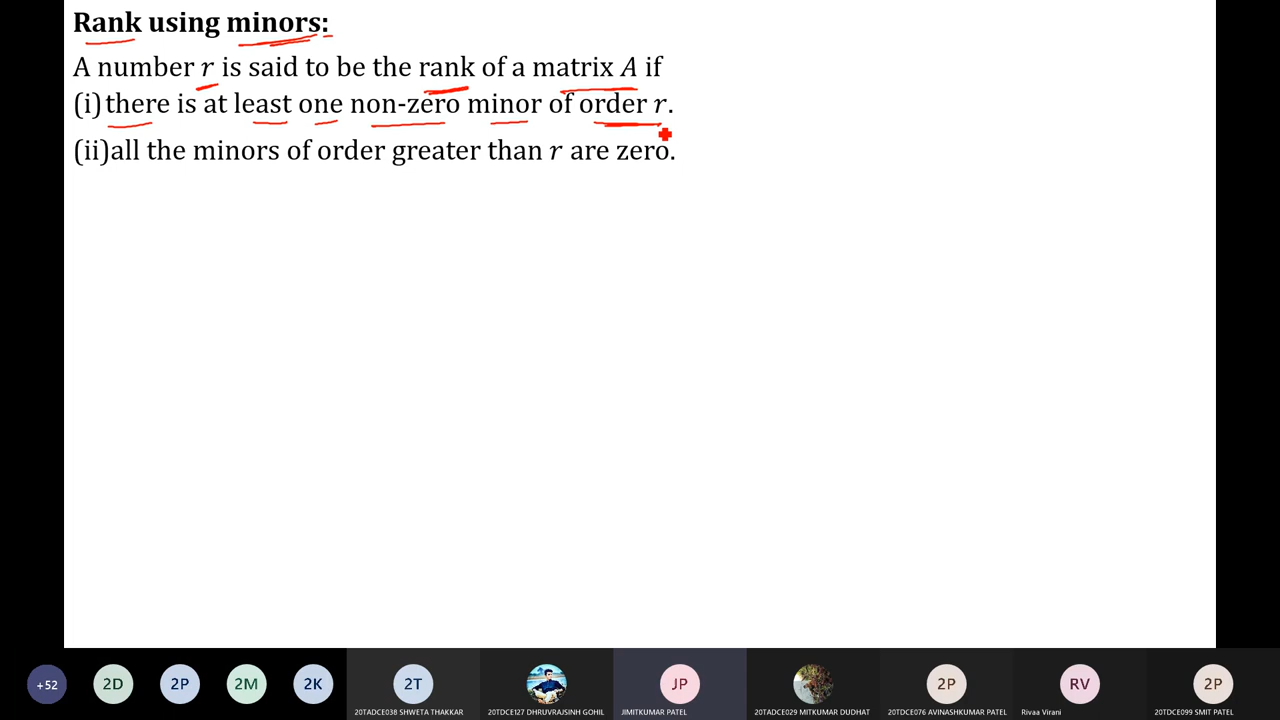 Rank using minors:
A number r is said to be the rank of a matrix A if
(i) there is at least one non-zero minor of order r.
(ii)all the minors of order greater than r are zero.
+52
2D
2P
2M
2K
2T
JP
2P
RV
2P
20TADCE038 SHWETA THAKKAR
20TDCE127 DHRUVRAJSINH GOHIL
JIMITKUMAR PATEL
20TADCE029 MITKUMAR DUDHAT
20TDCE076 AVINASHKUMAR PATEL
Rivaa Virani
20TDCE099 SMIT PATEL